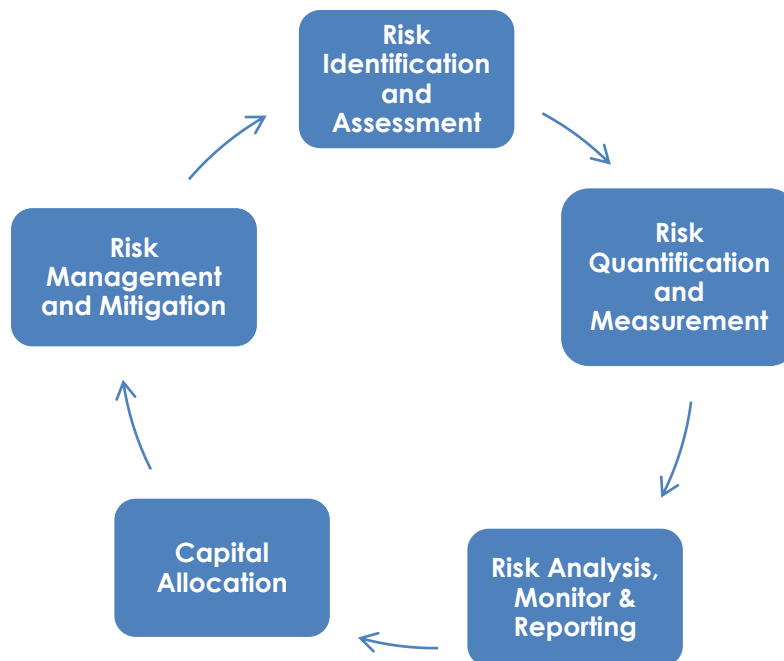 Risk
Identification
and
Assessment
Risk
Quantification
and
Measurement
Risk Analysis,
Monitor &
Reporting
Capital
Allocation
Risk
Management
and Mitigation